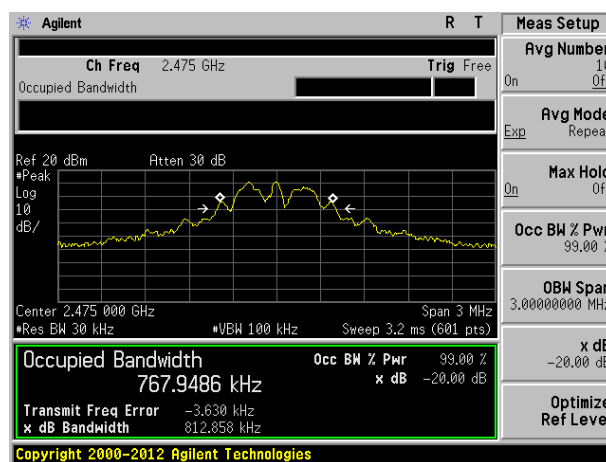 Agilent R T
Ch Freq 2.475 GHz Trig Free
Occupied Bandwidth
Ref 20 dBm Atten 30 dB
#Peak
Log
10
dB/
Center 2.475 000 GHz Span 3 MHz
#Res BW 30 kHz #VBW 100 kHz Sweep 3.2 ms (601 pts)
Occupied Bandwidth
767.9486 kHz
Occ BW % Pwr 99.00 %
x dB -20.00 dB
Transmit Freq Error -3.630 kHz
x dB Bandwidth 812.858 kHz
Copyright 2000-2012 Agilent Technologies
Meas Setup
Avg Number
On
Avg Mode
Exp Repea
Max Hold
On Of
Occ BW % Pwr
99.00 %
OBW Span
3.00000000 MHz
x dB
-20.00 dB
Optimize
Ref Leve